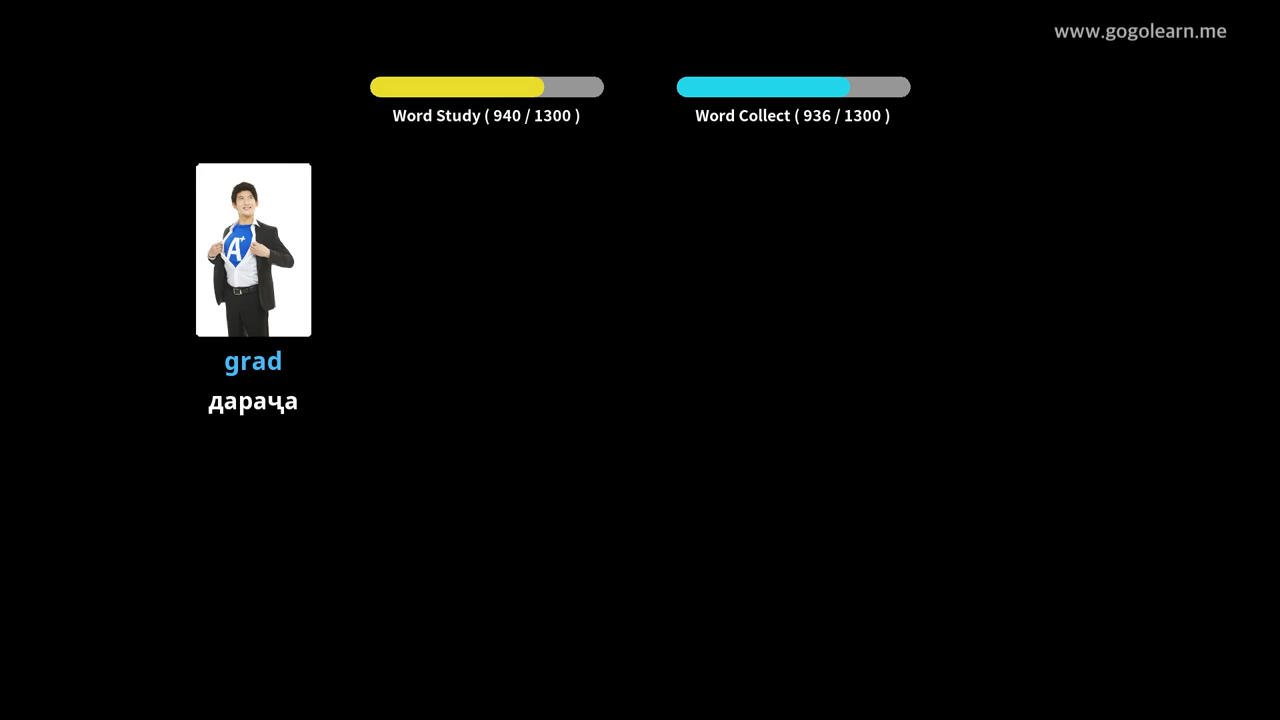 www.gogolearn.me
Word Study ( 940 / 1300 )
Word Collect ( 936 / 1300 )
A+
grad
дараҷа